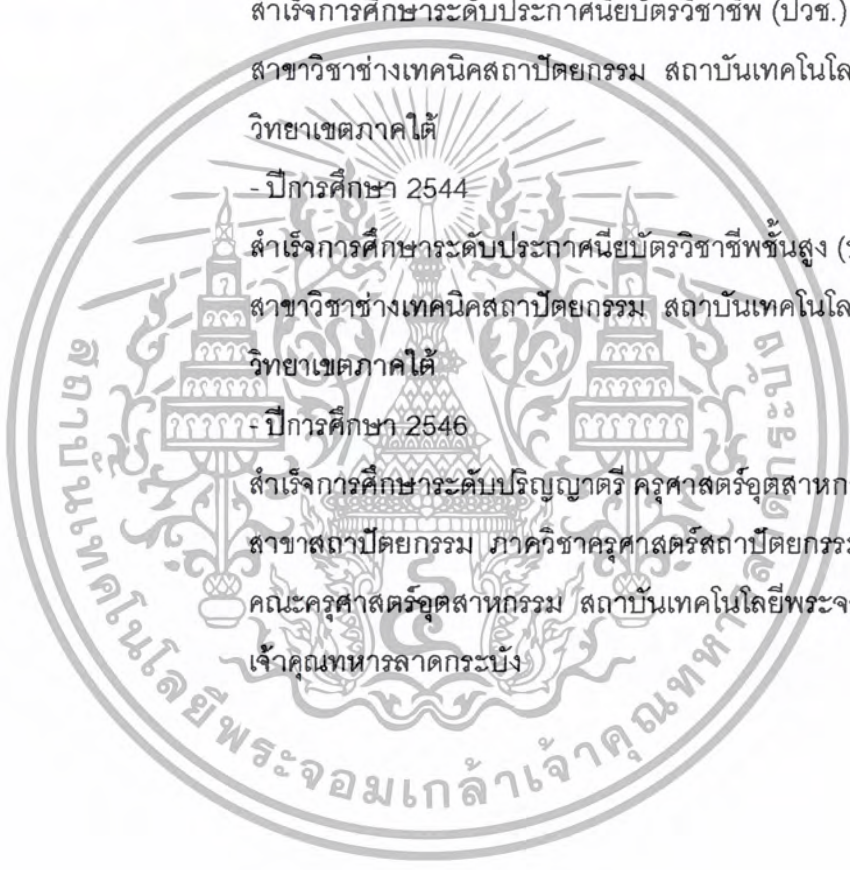 สำเร็จการศึกษาระดับประกาศนียบัตรวิชาชีพ (ปวช.)
สาขาวิชาช่างเทคนิคสถาปัตยกรรม สถาบันเทคโนโล
วิทยาเขตภาคใต้
- ปีการศึกษา 2544
สำเร็จการศึกษาระดับประกาศนียบัตรวิชาชีพชั้นสูง (
สาขาวิชาช่างเทคนิคสถาปัตยกรรม สถาบันเทคโนโล
วิทยาเขตภาคใต้
- ปีการศึกษา 2546
สำเร็จการศึกษาระดับปริญญาตรี ครุศาสตร์อุตสาหก
สาขาสถาปัตยกรรม ภาควิชาครุศาสตร์สถาปัตยกรร
คณะครุศาสตร์อุตสาหกรรม สถาบันเทคโนโลยีพระจ
เจ้าคุณทหารลาดกระบัง
สถาบันเทคโนโลยีพระจอมเกล้าเจ้าคุณทหารลาดกระบัง